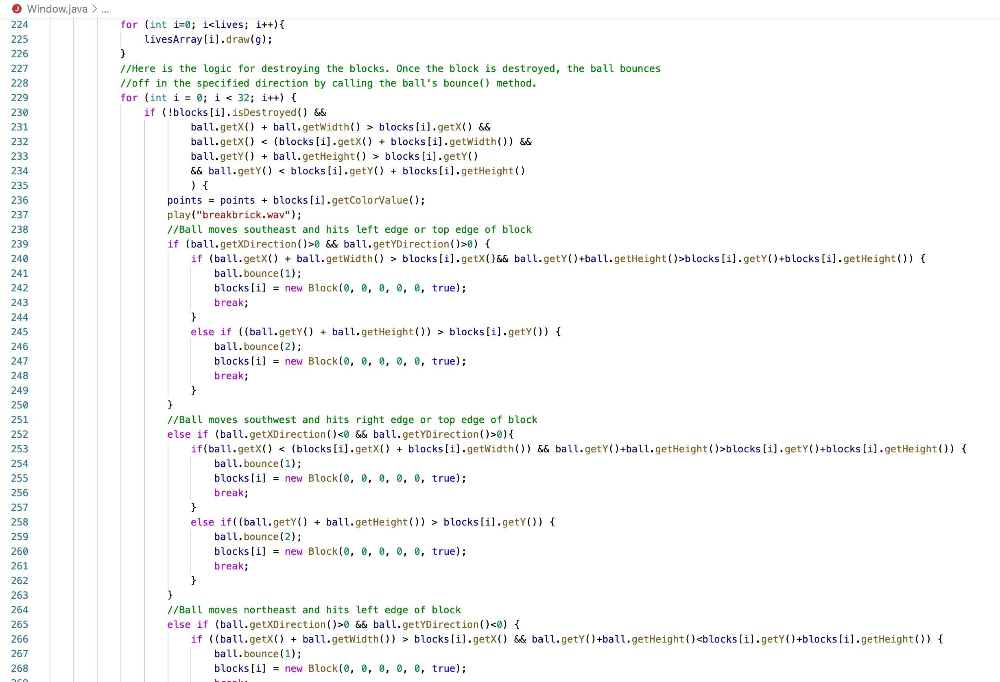 Window.java > ...
224 for (int i=0; i<lives; i++){
225 livesArray[i].draw(g);
226 }
227 //Here is the logic for destroying the blocks. Once the block is destroyed, the ball bounces
228 //off in the specified direction by calling the ball's bounce() method.
229 for (int i = 0; i < 32; i++) {
230 if (!blocks[i].isDestroyed() &&
231 ball.getX() + ball.getWidth() > blocks[i].getX() &&
232 ball.getX() < (blocks[i].getX() + blocks[i].getWidth()) &&
233 ball.getY() + ball.getHeight() > blocks[i].getY()
234 && ball.getY() < blocks[i].getY() + blocks[i].getHeight()
235 ) {
236 points = points + blocks[i].getColorValue();
237 play("breakbrick.wav");
238 //Ball moves southeast and hits left edge or top edge of block
239 if (ball.getXDirection()>0 && ball.getYDirection()>0) {
240 if (ball.getX() + ball.getWidth() > blocks[i].getX()&& ball.getY()+ball.getHeight()>blocks[i].getY()+blocks[i].getHeight()) {
241 ball.bounce(1);
242 blocks[i] = new Block(0, 0, 0, 0, 0, true);
243 break;
244 }
245 else if ((ball.getY() + ball.getHeight()) > blocks[i].getY()) {
246 ball.bounce(2);
247 blocks[i] = new Block(0, 0, 0, 0, 0, true);
248 break;
249 }
250 }
251 //Ball moves southwest and hits right edge or top edge of block
252 else if (ball.getXDirection()<0 && ball.getYDirection()>0){
253 if(ball.getX() < (blocks[i].getX() + blocks[i].getWidth()) && ball.getY()+ball.getHeight()>blocks[i].getY()+blocks[i].getHeight()) {
254 ball.bounce(1);
255 blocks[i] = new Block(0, 0, 0, 0, 0, true);
256 break;
257 }
258 else if((ball.getY() + ball.getHeight()) > blocks[i].getY()) {
259 ball.bounce(2);
260 blocks[i] = new Block(0, 0, 0, 0, 0, true);
261 break;
262 }
263 }
264 //Ball moves northeast and hits left edge of block
265 else if (ball.getXDirection()>0 && ball.getYDirection()<0) {
266 if ((ball.getX() + ball.getWidth()) > blocks[i].getX() && ball.getY()+ball.getHeight()<blocks[i].getY()+blocks[i].getHeight()) {
267 ball.bounce(1);
268 blocks[i] = new Block(0, 0, 0, 0, 0, true);
269 break;